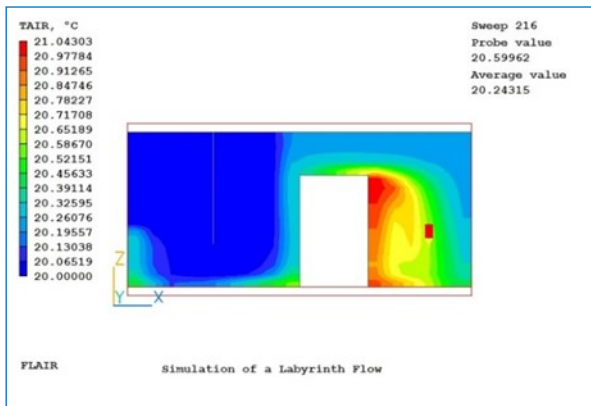 TAIR, °C
21.04303
20.97784
20.91265
20.84746
20.78227
20.71708
20.65189
20.58670
20.52151
20.45633
20.39114
20.32595
20.26076
20.19557
20.13038
20.06519
20.00000
Sweep 216
Probe value
20.59962
Average value
20.24315
Z
Y
X
FLAIR
Simulation of a Labyrinth Flow